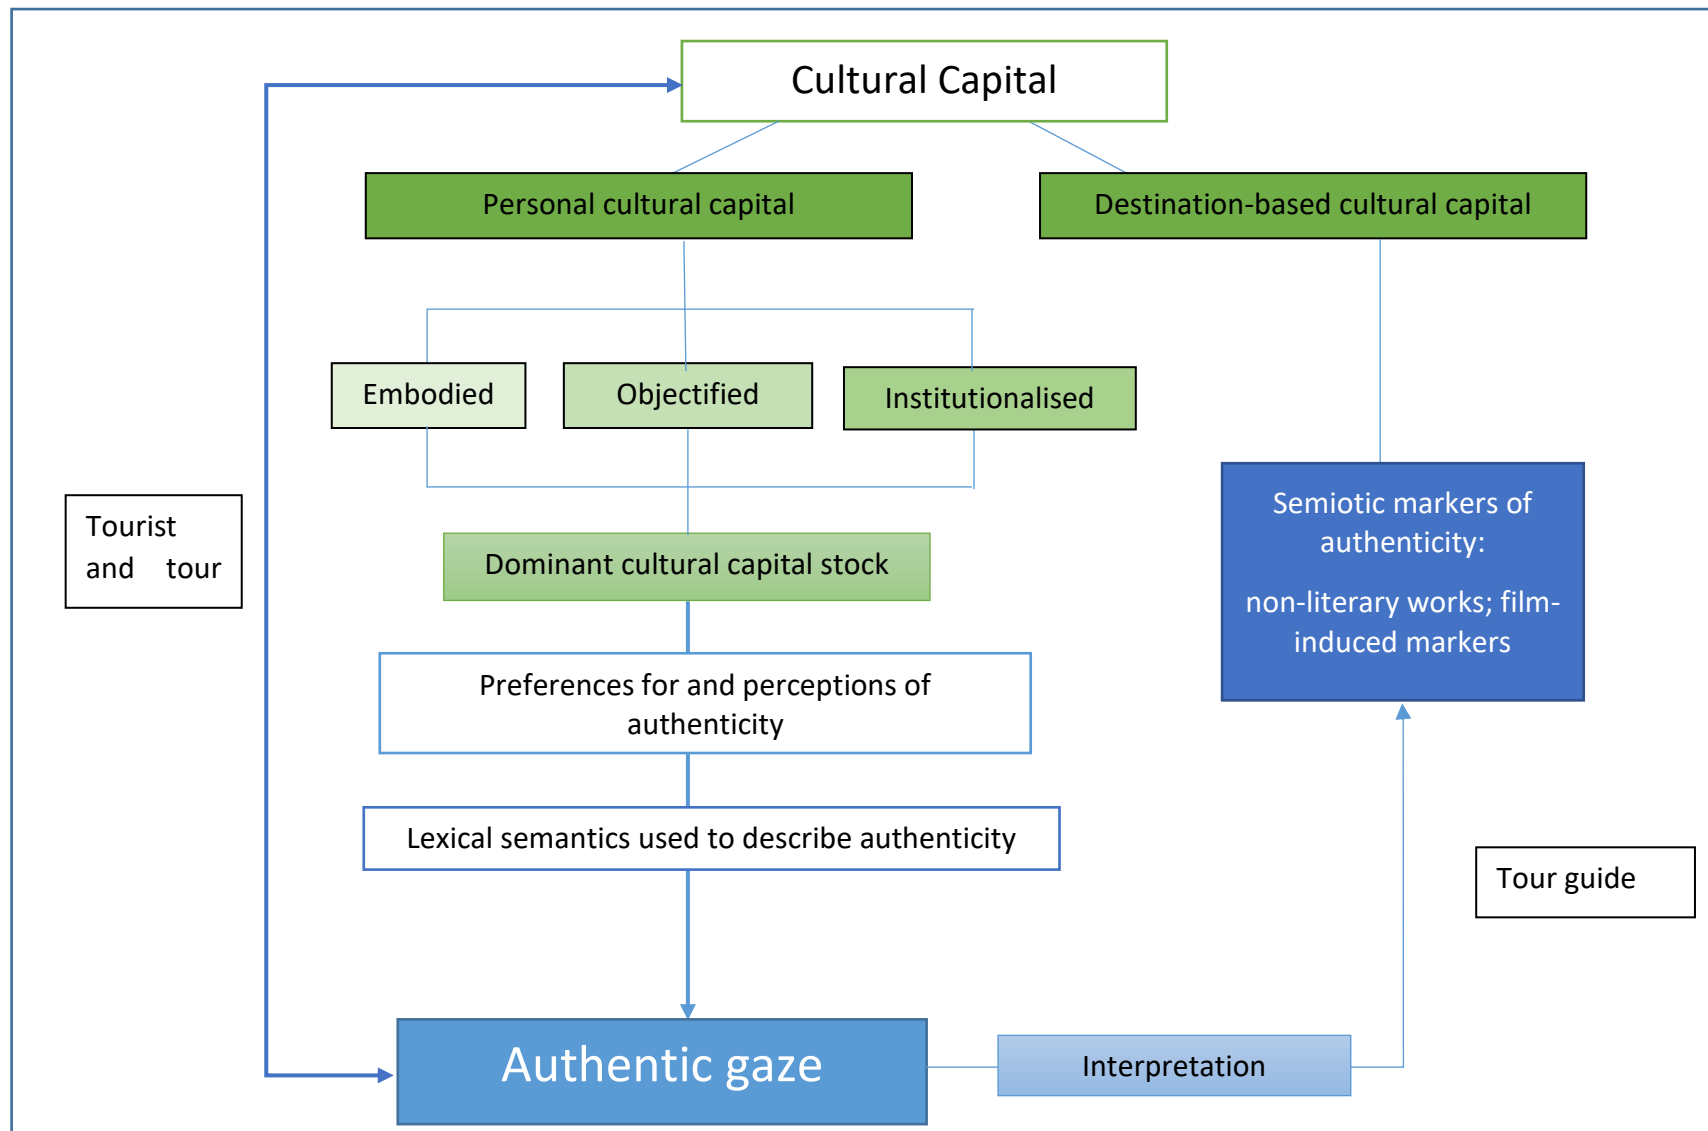 Cultural Capital
Personal cultural capital
Destination-based cultural capital
Embodied
Objectified
Institutionalised
Tourist
and tour
Semiotic markers of
authenticity:
non-literary works; film-
induced markers
Dominant cultural capital stock
Preferences for and perceptions of
authenticity
Lexical semantics used to describe authenticity
Tour guide
Authentic gaze
Interpretation